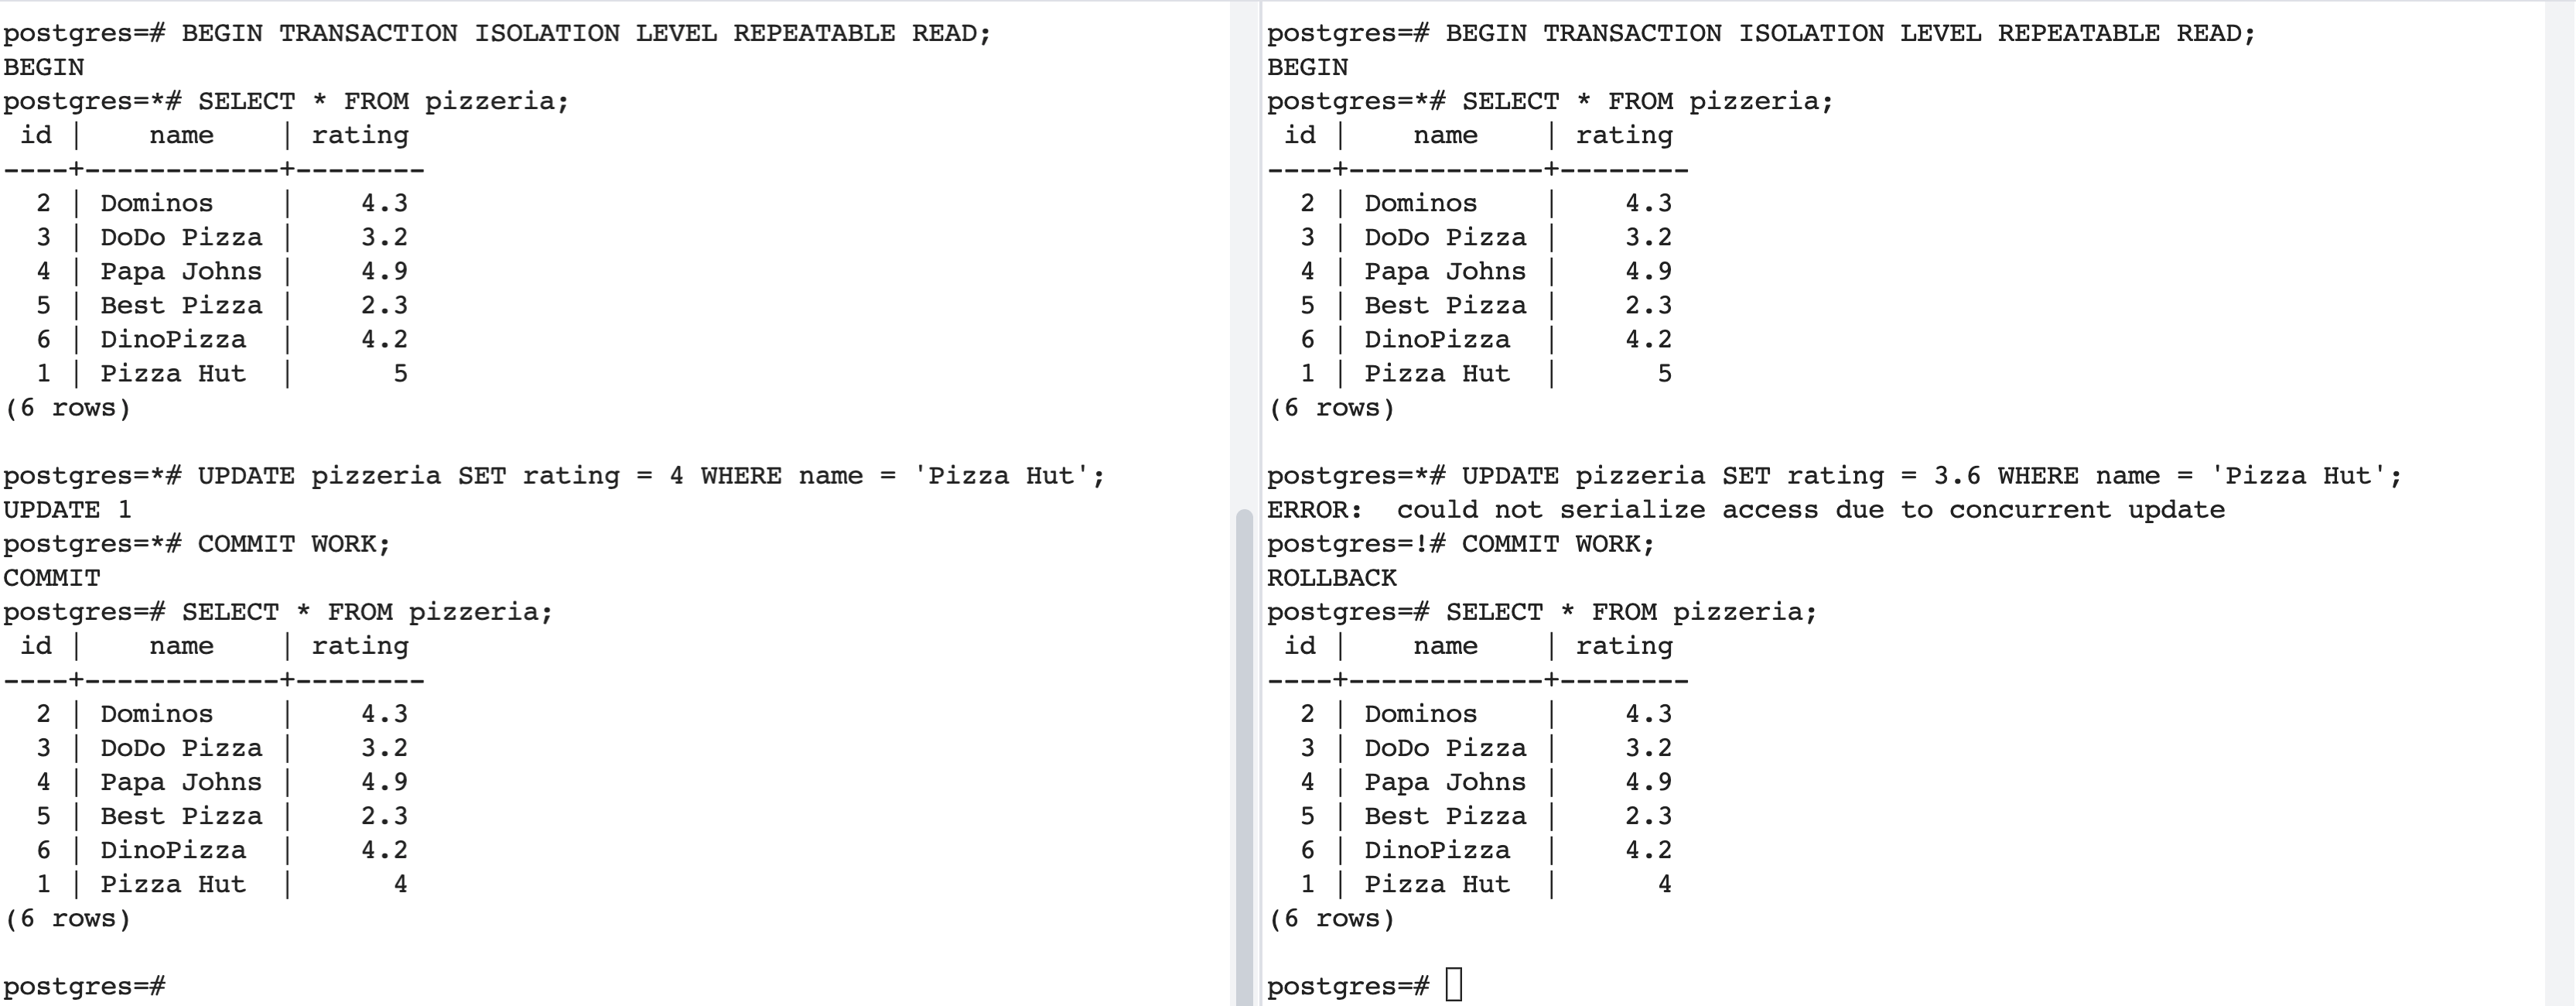 postgres=# BEGIN TRANSACTION ISOLATION LEVEL REPEATABLE READ;
BEGIN
postgres=*# SELECT * FROM pizzeria;
 id |    name    | rating
----+------------+--------
  2 | Dominos    |    4.3
  3 | DoDo Pizza |    3.2
  4 | Papa Johns |    4.9
  5 | Best Pizza |    2.3
  6 | DinoPizza  |    4.2
  1 | Pizza Hut  |      5
(6 rows)

postgres=*# UPDATE pizzeria SET rating = 4 WHERE name = 'Pizza Hut';
UPDATE 1
postgres=*# COMMIT WORK;
COMMIT
postgres=# SELECT * FROM pizzeria;
 id |    name    | rating
----+------------+--------
  2 | Dominos    |    4.3
  3 | DoDo Pizza |    3.2
  4 | Papa Johns |    4.9
  5 | Best Pizza |    2.3
  6 | DinoPizza  |    4.2
  1 | Pizza Hut  |      4
(6 rows)

postgres=#
postgres=# BEGIN TRANSACTION ISOLATION LEVEL REPEATABLE READ;
BEGIN
postgres=*# SELECT * FROM pizzeria;
 id |    name    | rating
----+------------+--------
  2 | Dominos    |    4.3
  3 | DoDo Pizza |    3.2
  4 | Papa Johns |    4.9
  5 | Best Pizza |    2.3
  6 | DinoPizza  |    4.2
  1 | Pizza Hut  |      5
(6 rows)

postgres=*# UPDATE pizzeria SET rating = 3.6 WHERE name = 'Pizza Hut';
ERROR:  could not serialize access due to concurrent update
postgres=!# COMMIT WORK;
ROLLBACK
postgres=# SELECT * FROM pizzeria;
 id |    name    | rating
----+------------+--------
  2 | Dominos    |    4.3
  3 | DoDo Pizza |    3.2
  4 | Papa Johns |    4.9
  5 | Best Pizza |    2.3
  6 | DinoPizza  |    4.2
  1 | Pizza Hut  |      4
(6 rows)

postgres=#